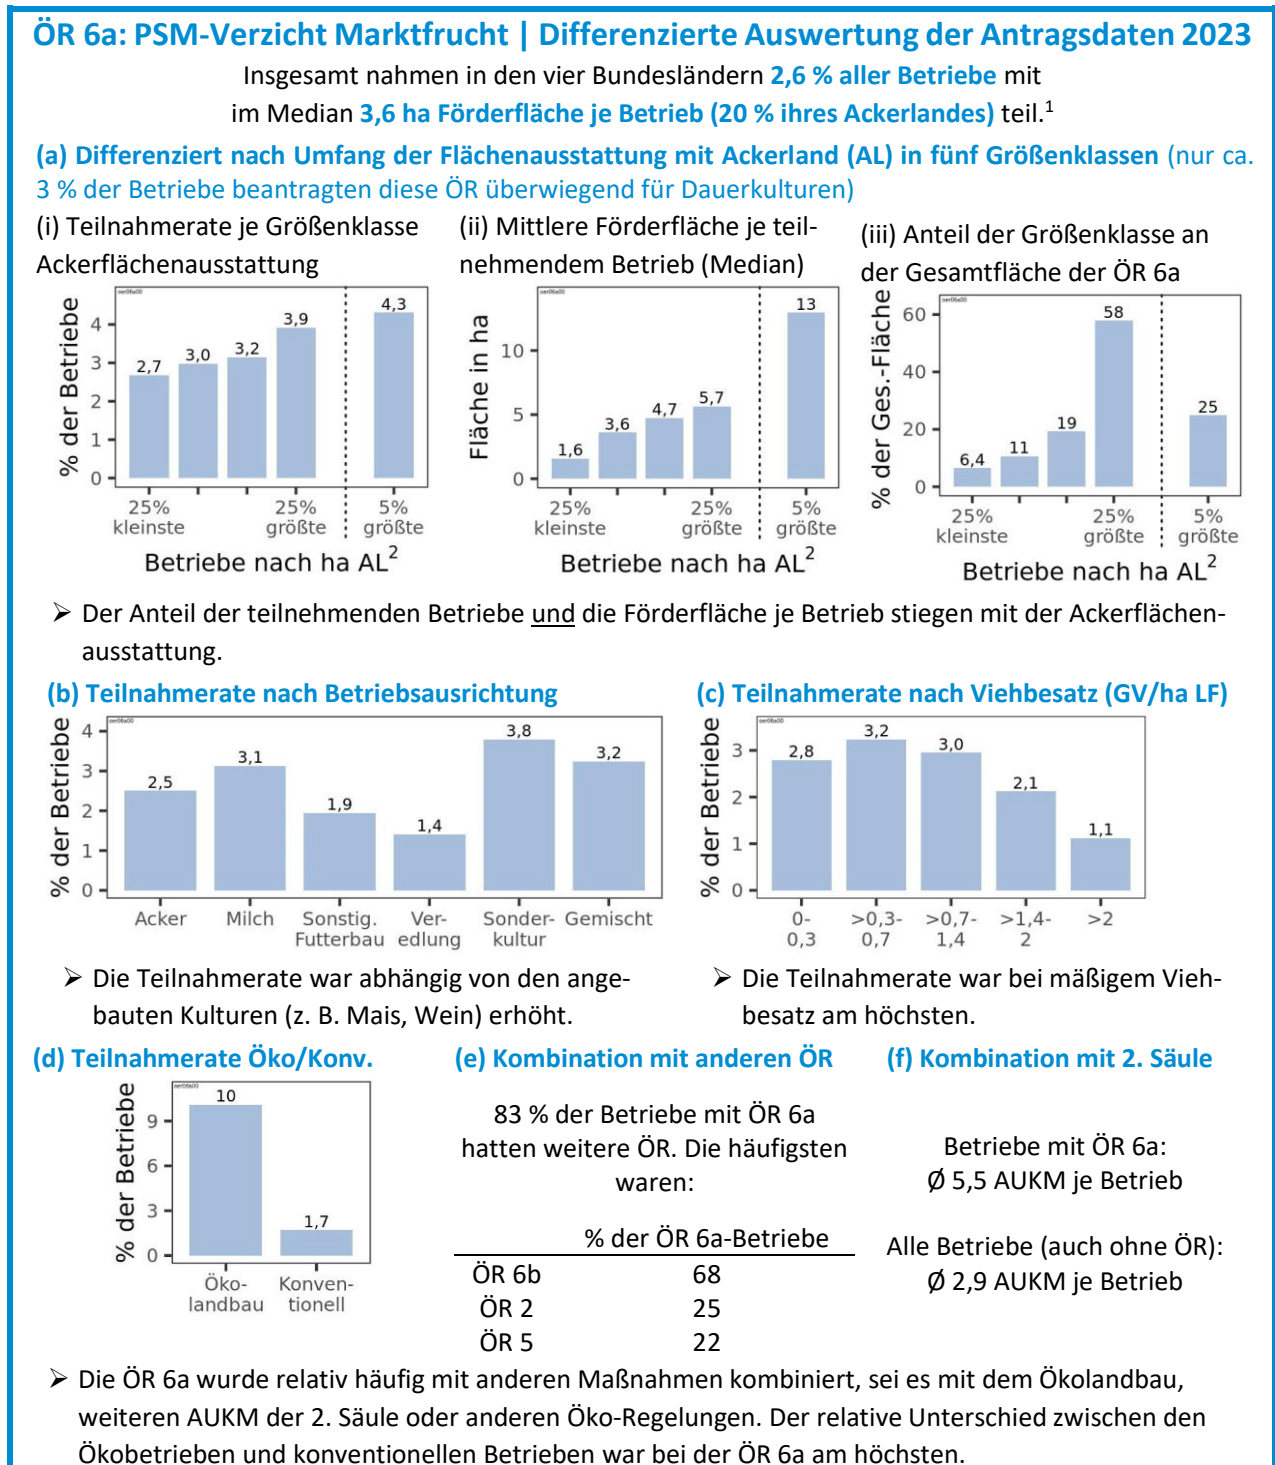 ÖR 6a: PSM-Verzicht Marktfrucht | Differenzierte Auswertung der Antragsdaten 2023
Insgesamt nahmen in den vier Bundesländern 2,6 % aller Betriebe mit
im Median 3,6 ha Förderfläche je Betrieb (20 % ihres Ackerlandes) teil.¹
(a) Differenziert nach Umfang der Flächenausstattung mit Ackerland (AL) in fünf Größenklassen (nur ca.
3 % der Betriebe beantragten diese ÖR überwiegend für Dauerkulturen)
(i) Teilnahmerate je Größenklasse
Ackerflächenausstattung
oer06a00
% der Betriebe
4
3
2
1
0
2,7
3,0
3,2
3,9
4,3
25%
kleinste
25%
größte
5%
größte
Betriebe nach ha AL²
(ii) Mittlere Förderfläche je teil-
nehmendem Betrieb (Median)
oer06a00
Fläche in ha
10
5
0
1,6
3,6
4,7
5,7
13
25%
kleinste
25%
größte
5%
größte
Betriebe nach ha AL²
(iii) Anteil der Größenklasse an
der Gesamtfläche der ÖR 6a
oer06a00
% der Ges.-Fläche
60
40
20
0
6,4
11
19
58
25
25%
kleinste
25%
größte
5%
größte
Betriebe nach ha AL²
➢ Der Anteil der teilnehmenden Betriebe und die Förderfläche je Betrieb stiegen mit der Ackerflächen-
ausstattung.
(b) Teilnahmerate nach Betriebsausrichtung
oer06a00
% der Betriebe
4
3
2
1
0
2,5
3,1
1,9
1,4
3,8
3,2
Acker
Milch
Sonstig.
Futterbau
Ver-
edlung
Sonder-
kultur
Gemischt
➢ Die Teilnahmerate war abhängig von den ange-
bauten Kulturen (z. B. Mais, Wein) erhöht.
(c) Teilnahmerate nach Viehbesatz (GV/ha LF)
oer06a00
% der Betriebe
3
2
1
0
2,8
3,2
3,0
2,1
1,1
0-
0,3
>0,3-
0,7
>0,7-
1,4
>1,4-
2
>2
➢ Die Teilnahmerate war bei mäßigem Vieh-
besatz am höchsten.
(d) Teilnahmerate Öko/Konv.
oer06a00
% der Betriebe
9
6
3
0
10
1,7
Öko-
landbau
Konven-
tionell
(e) Kombination mit anderen ÖR
83 % der Betriebe mit ÖR 6a
hatten weitere ÖR. Die häufigsten
waren:
% der ÖR 6a-Betriebe
ÖR 6b 68
ÖR 2 25
ÖR 5 22
(f) Kombination mit 2. Säule
Betriebe mit ÖR 6a:
Ø 5,5 AUKM je Betrieb
Alle Betriebe (auch ohne ÖR):
Ø 2,9 AUKM je Betrieb
➢ Die ÖR 6a wurde relativ häufig mit anderen Maßnahmen kombiniert, sei es mit dem Ökolandbau,
weiteren AUKM der 2. Säule oder anderen Öko-Regelungen. Der relative Unterschied zwischen den
Ökobetrieben und konventionellen Betrieben war bei der ÖR 6a am höchsten.